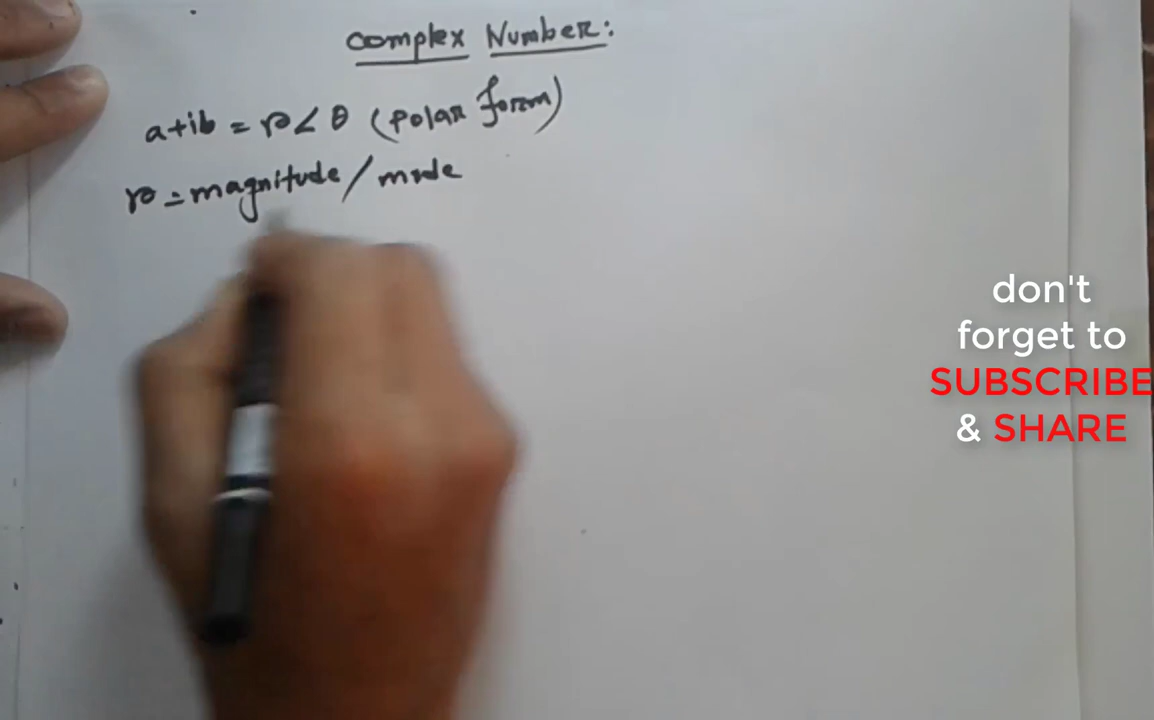 Complex Number:
a+ib = r∠θ (Polar form)
r = magnitude / mode
don't
forget to
SUBSCRIBE
& SHARE